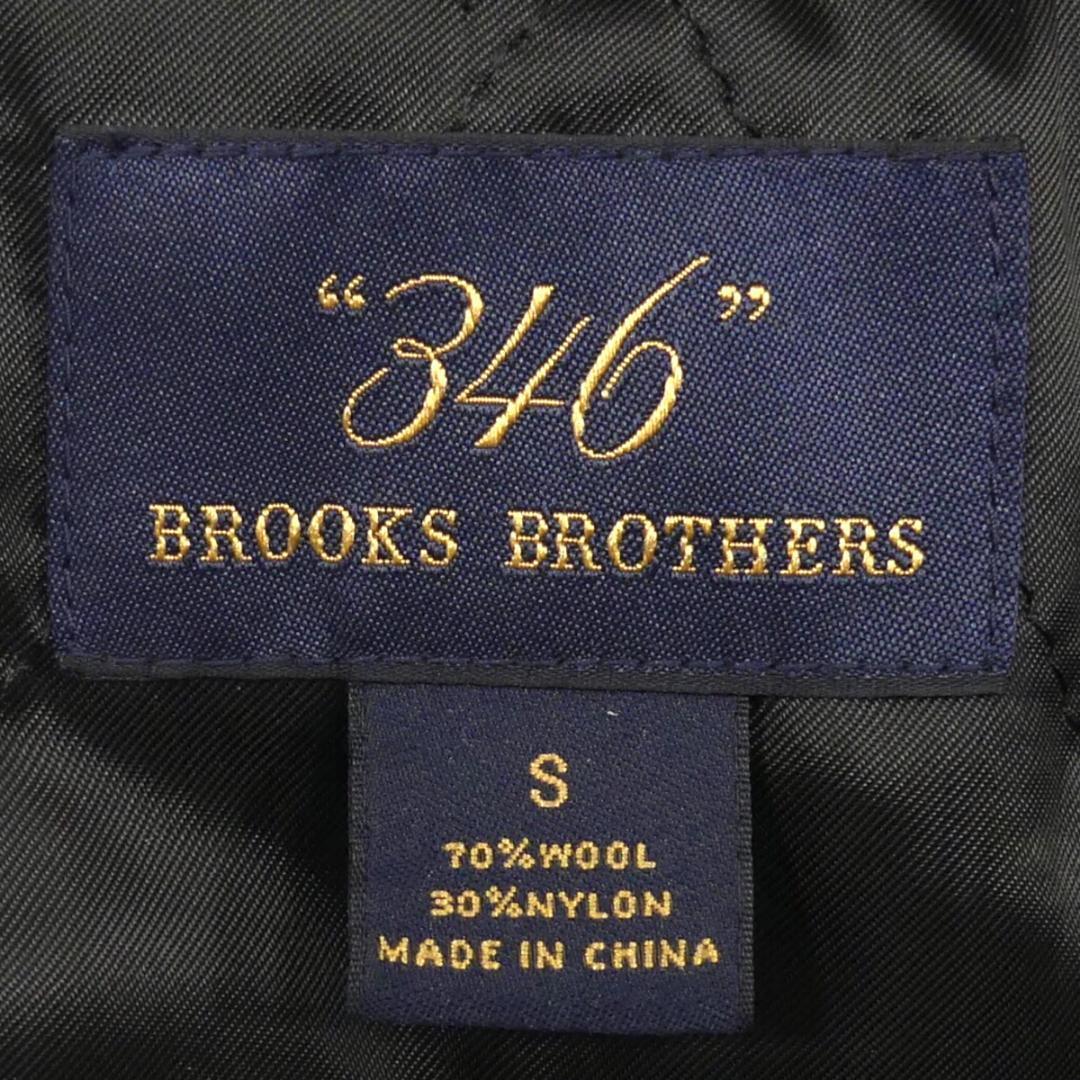 “346”
BROOKS BROTHERS
S
70%WOOL
30%NYLON
MADE IN CHINA